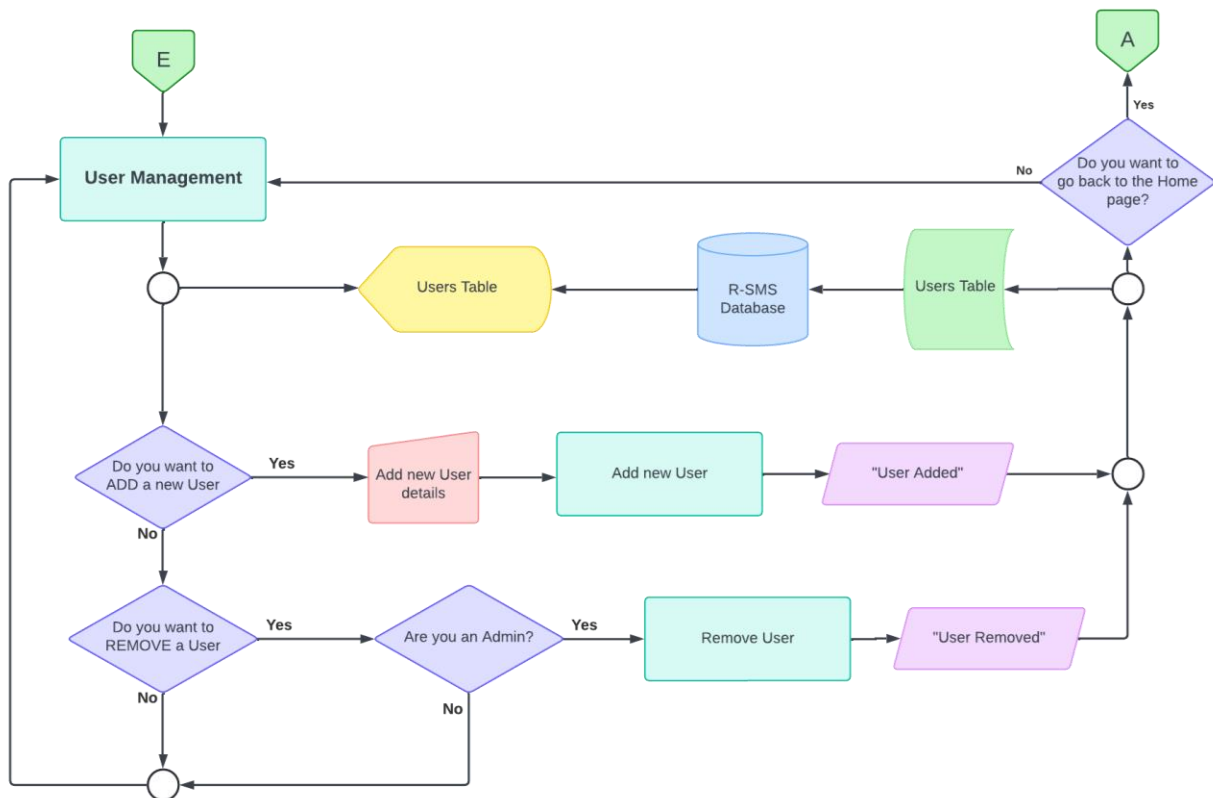 E
A
Yes
User Management
No
Do you want to
go back to the Home
page?
Users Table
R-SMS
Database
Users Table
Do you want to
ADD a new User
Yes
Add new User
details
Add new User
"User Added"
No
Do you want to
REMOVE a User
Yes
Are you an Admin?
Yes
Remove User
"User Removed"
No
No